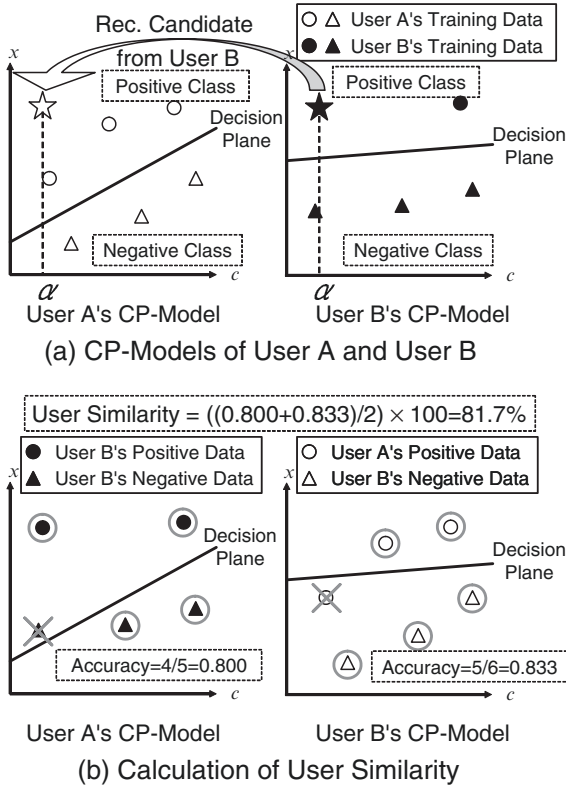 Rec. Candidate
from User B
User A's Training Data
User B's Training Data
x
Positive Class
Decision
Plane
Negative Class
c
α
User A's CP-Model
x
Positive Class
Decision
Plane
Negative Class
c
α
User B's CP-Model
(a) CP-Models of User A and User B
User Similarity = ((0.800+0.833)/2) × 100=81.7%
User B's Positive Data
User B's Negative Data
x
Decision
Plane
Accuracy=4/5=0.800
c
User A's CP-Model
User A's Positive Data
User B's Negative Data
x
Decision
Plane
Accuracy=5/6=0.833
c
User B's CP-Model
(b) Calculation of User Similarity